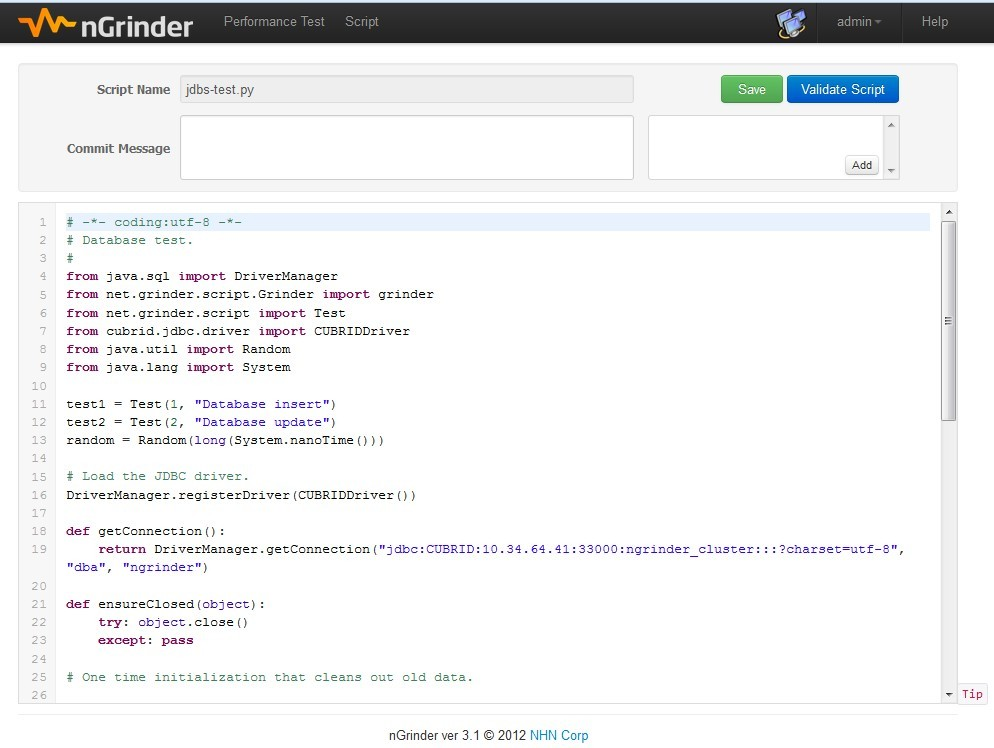 nGrinder Performance Test Script admin Help
Script Name jdbs-test.py Save Validate Script
Commit Message Add
1 # -*- coding:utf-8 -*-
2 # Database test.
3 #
4 from java.sql import DriverManager
5 from net.grinder.script.Grinder import grinder
6 from net.grinder.script import Test
7 from cubrid.jdbc.driver import CUBRIDDriver
8 from java.util import Random
9 from java.lang import System
10
11 test1 = Test(1, "Database insert")
12 test2 = Test(2, "Database update")
13 random = Random(long(System.nanoTime()))
14
15 # Load the JDBC driver.
16 DriverManager.registerDriver(CUBRIDDriver())
17
18 def getConnection():
19     return DriverManager.getConnection("jdbc:CUBRID:10.34.64.41:33000:ngrinder_cluster:::?charset=utf-8",
"dba", "ngrinder")
20
21 def ensureClosed(object):
22     try: object.close()
23     except: pass
24
25 # One time initialization that cleans out old data.
26
Tip
nGrinder ver 3.1 © 2012 NHN Corp